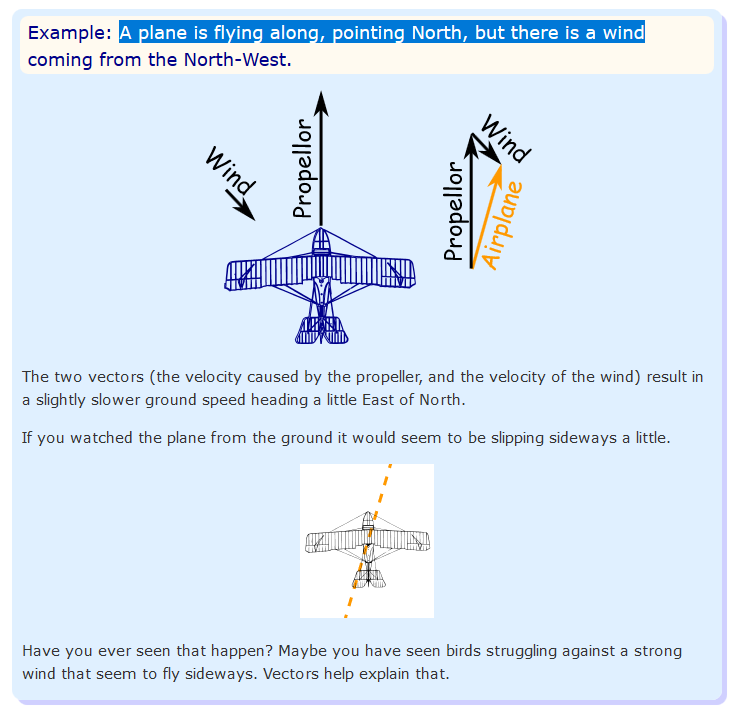 Example: A plane is flying along, pointing North, but there is a wind
coming from the North-West.
Wind
Propellor
Propellor
Wind
Airplane
The two vectors (the velocity caused by the propeller, and the velocity of the wind) result in
a slightly slower ground speed heading a little East of North.
If you watched the plane from the ground it would seem to be slipping sideways a little.
Have you ever seen that happen? Maybe you have seen birds struggling against a strong
wind that seem to fly sideways. Vectors help explain that.